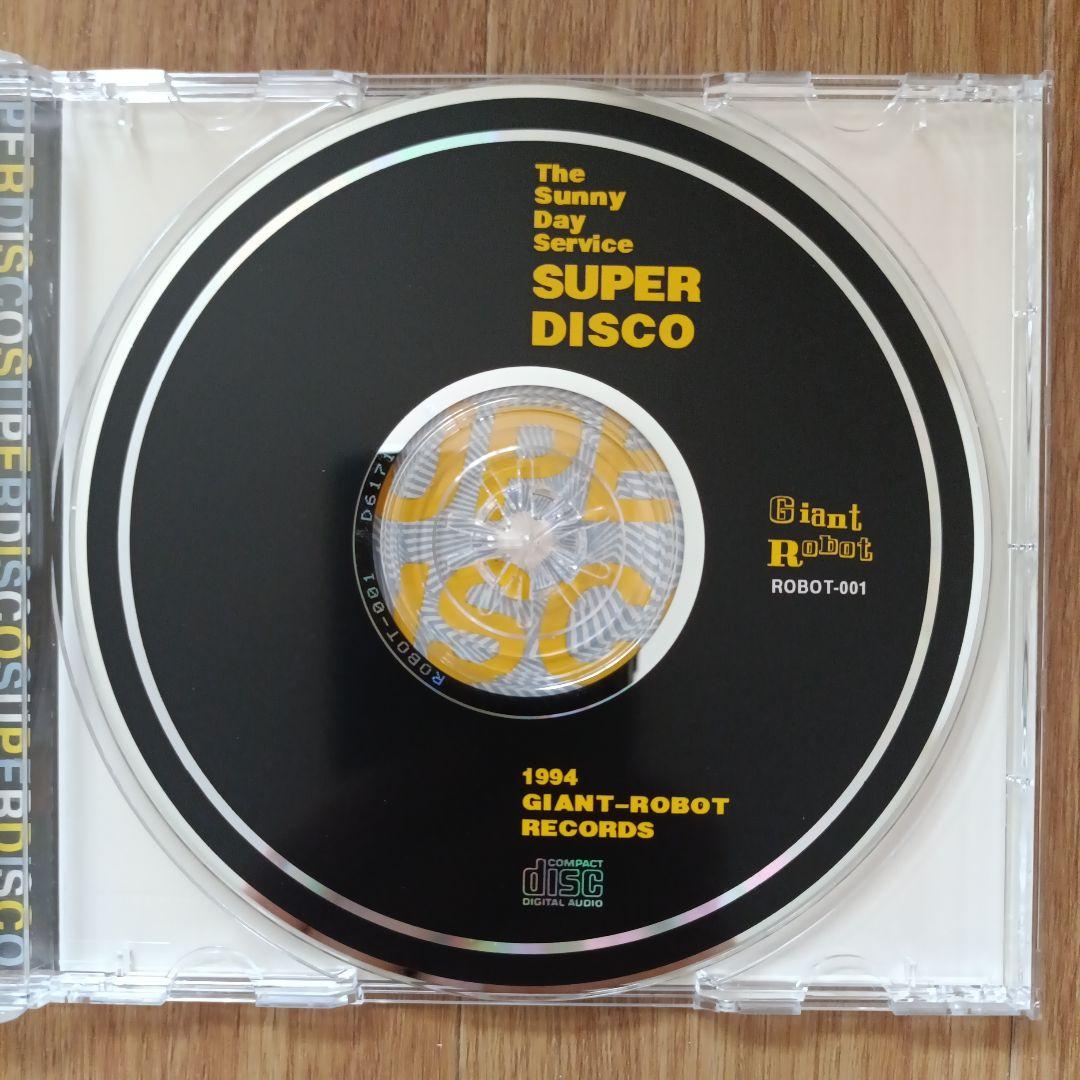 The
Sunny
Day
Service
SUPER
DISCO
Giant
Robot
ROBOT-001
1994
GIANT-ROBOT
RECORDS
COMPACT
disc
DIGITAL AUDIO
ROBOT-001 D617
PERDISCOSUPERDISCOSUPERDISCO